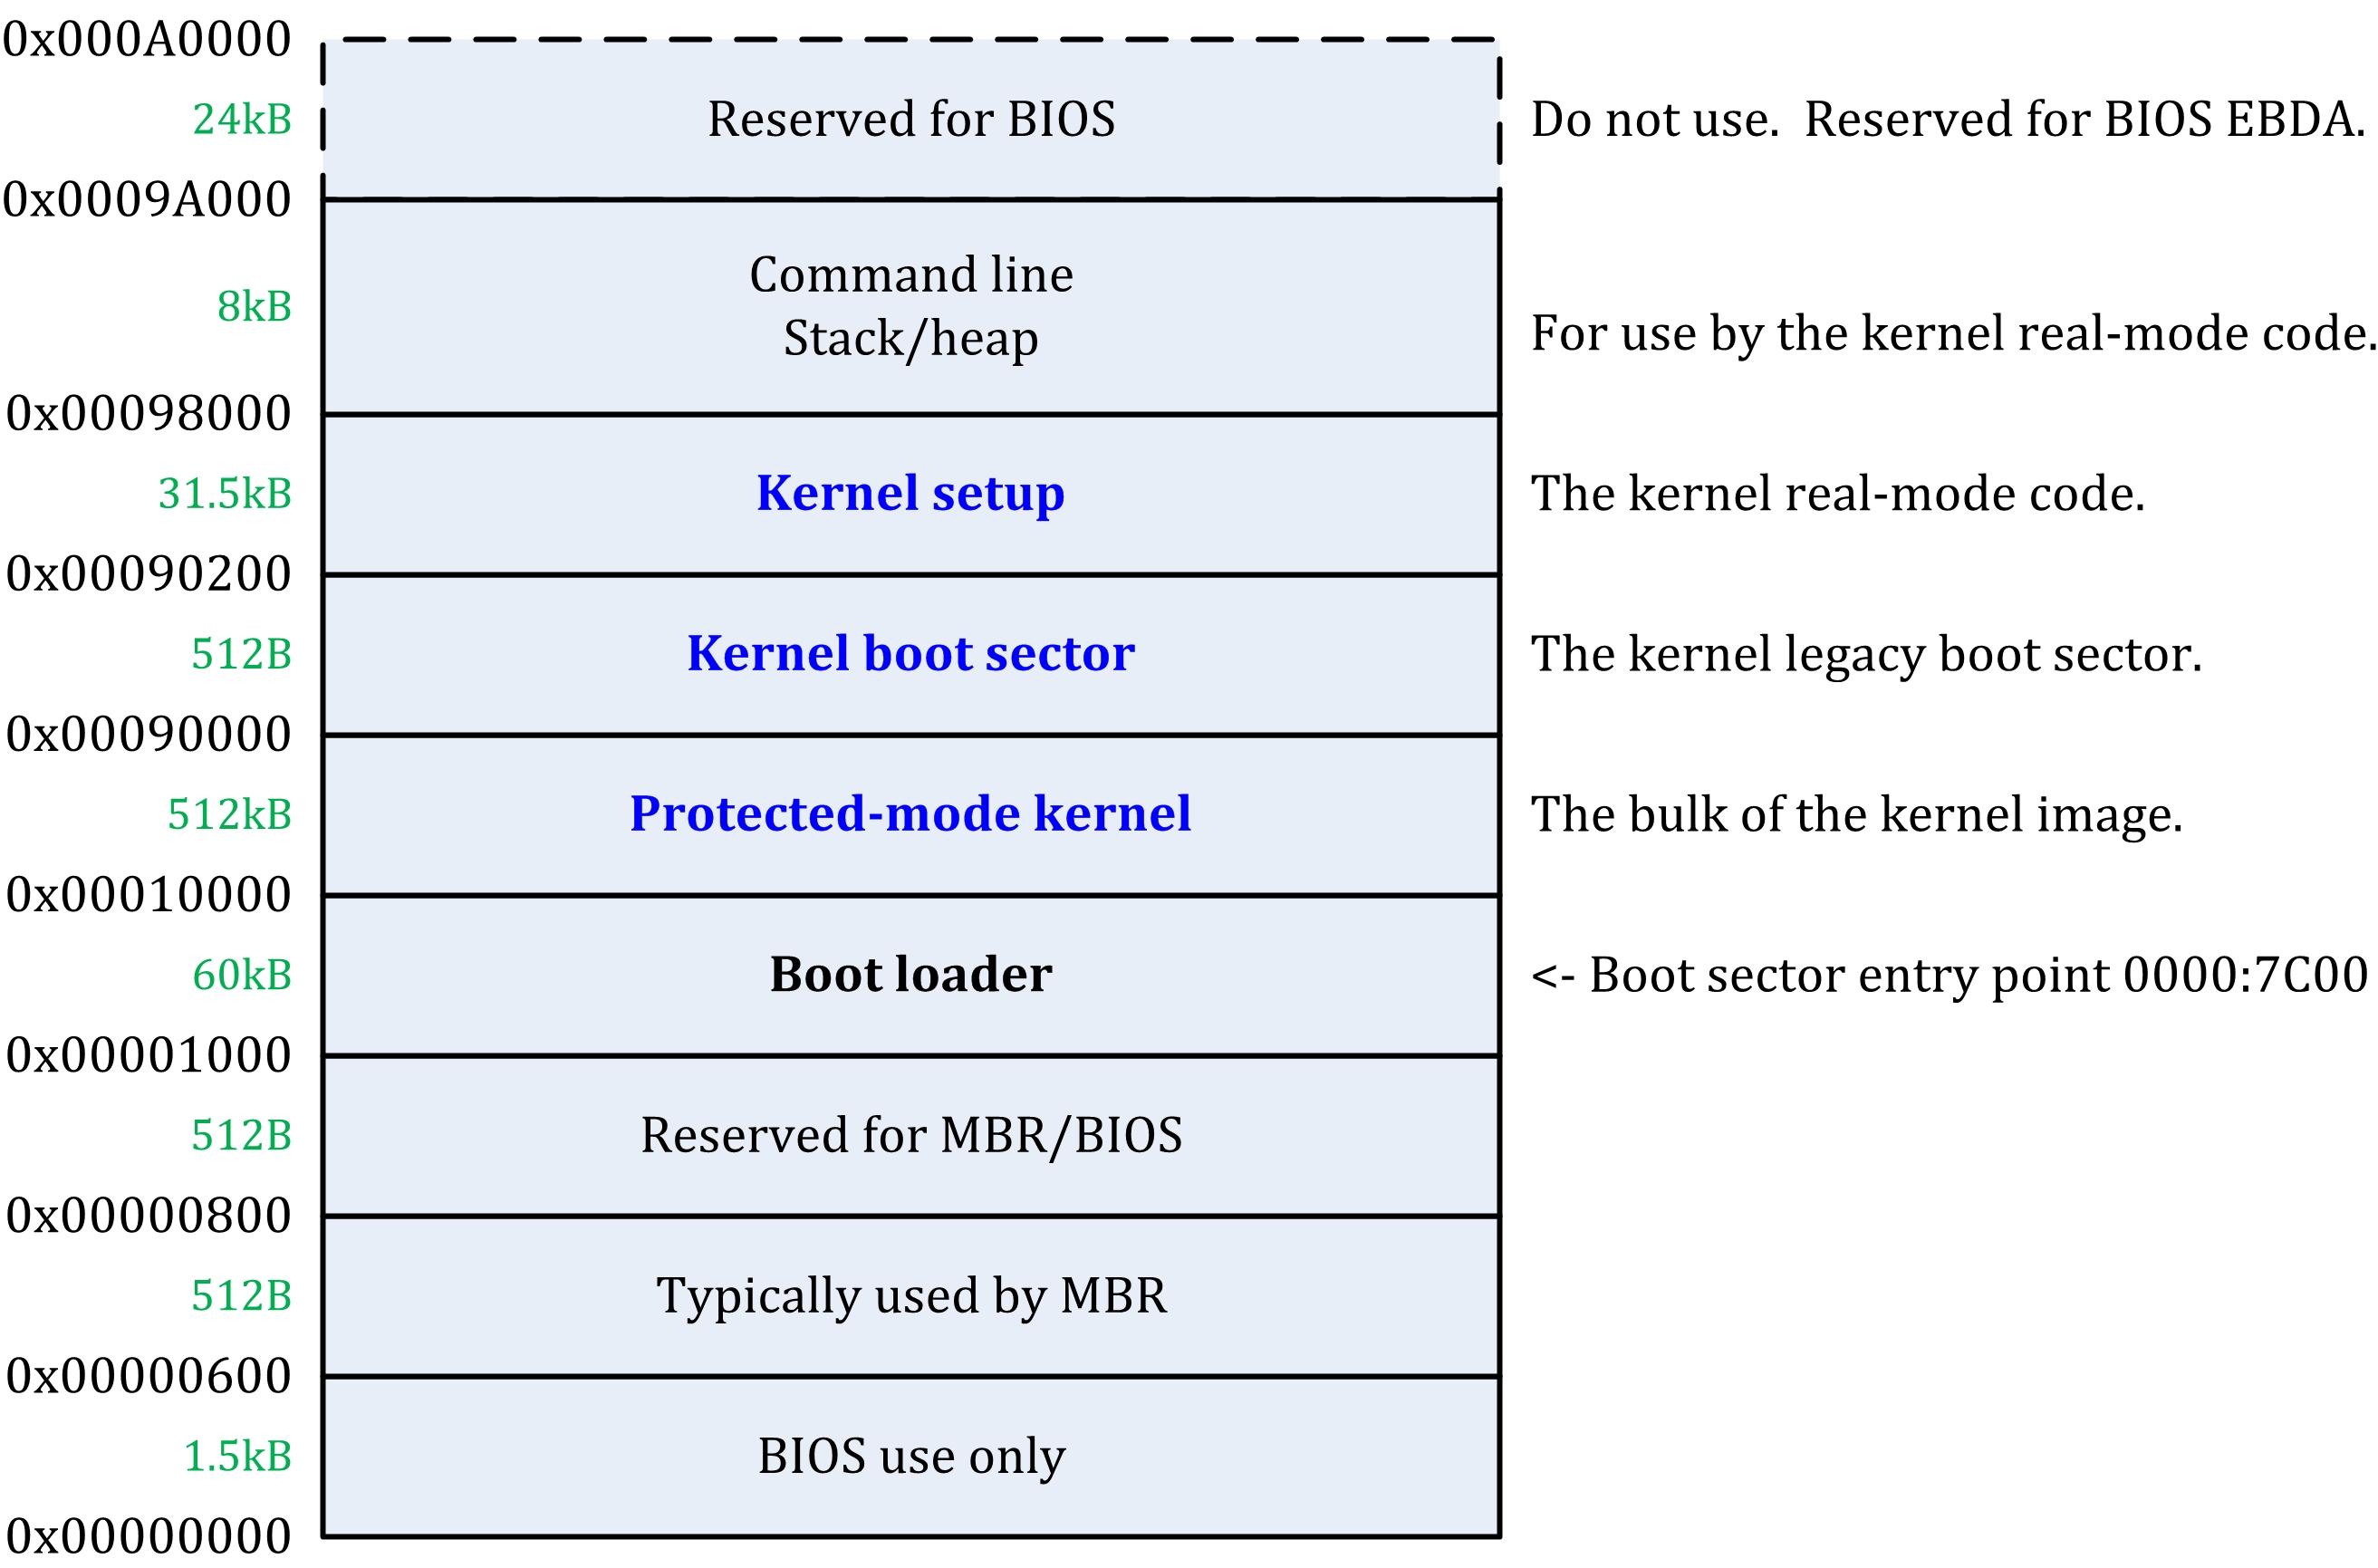 0x000A0000
24kB
Reserved for BIOS
Do not use.  Reserved for BIOS EBDA.
0x0009A000
8kB
Command line
Stack/heap
For use by the kernel real-mode code.
0x00098000
31.5kB
Kernel setup
The kernel real-mode code.
0x00090200
512B
Kernel boot sector
The kernel legacy boot sector.
0x00090000
512kB
Protected-mode kernel
The bulk of the kernel image.
0x00010000
60kB
Boot loader
<- Boot sector entry point 0000:7C00
0x00001000
512B
Reserved for MBR/BIOS
0x00000800
512B
Typically used by MBR
0x00000600
1.5kB
BIOS use only
0x00000000